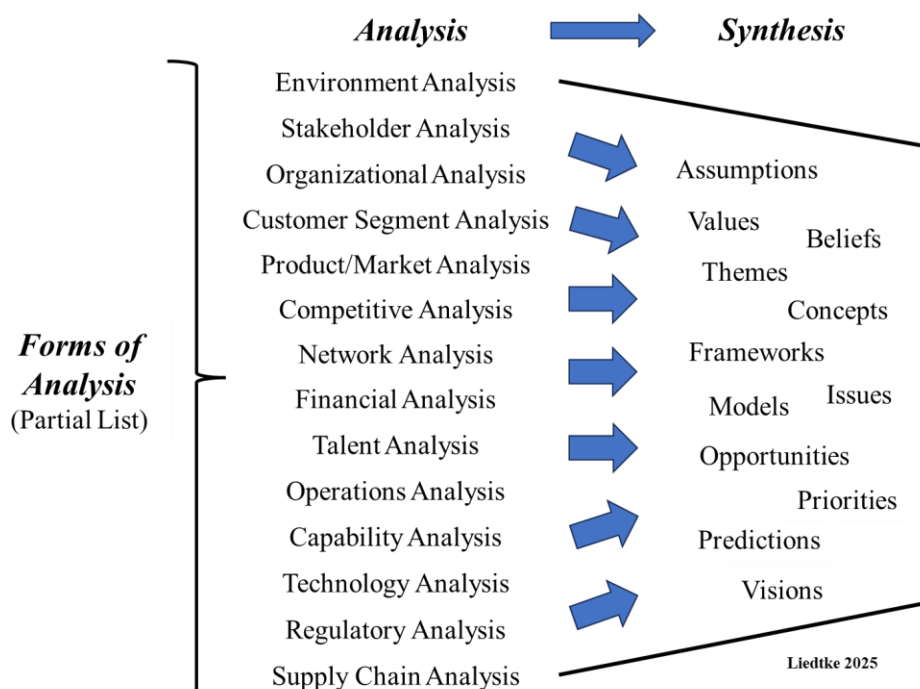 Analysis
Synthesis
Forms of
Analysis
(Partial List)
Environment Analysis
Stakeholder Analysis
Organizational Analysis
Customer Segment Analysis
Product/Market Analysis
Competitive Analysis
Network Analysis
Financial Analysis
Talent Analysis
Operations Analysis
Capability Analysis
Technology Analysis
Regulatory Analysis
Supply Chain Analysis
Assumptions
Values
Beliefs
Themes
Concepts
Frameworks
Issues
Models
Opportunities
Priorities
Predictions
Visions
Liedtke 2025